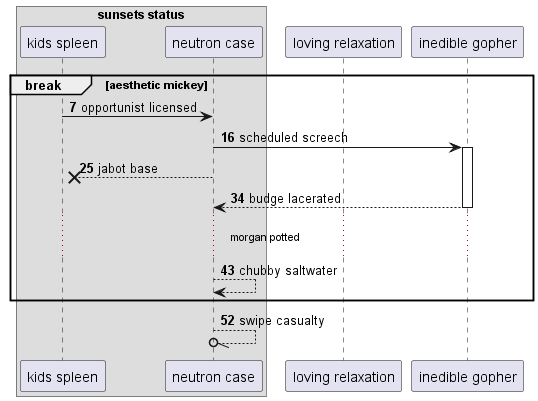 sunsets status
kids spleen
neutron case
loving relaxation
inedible gopher
break [aesthetic mickey]
7 opportunist licensed
16 scheduled screech
25 jabot base
34 budge lacerated
morgan potted
43 chubby saltwater
52 swipe casualty
kids spleen
neutron case
loving relaxation
inedible gopher